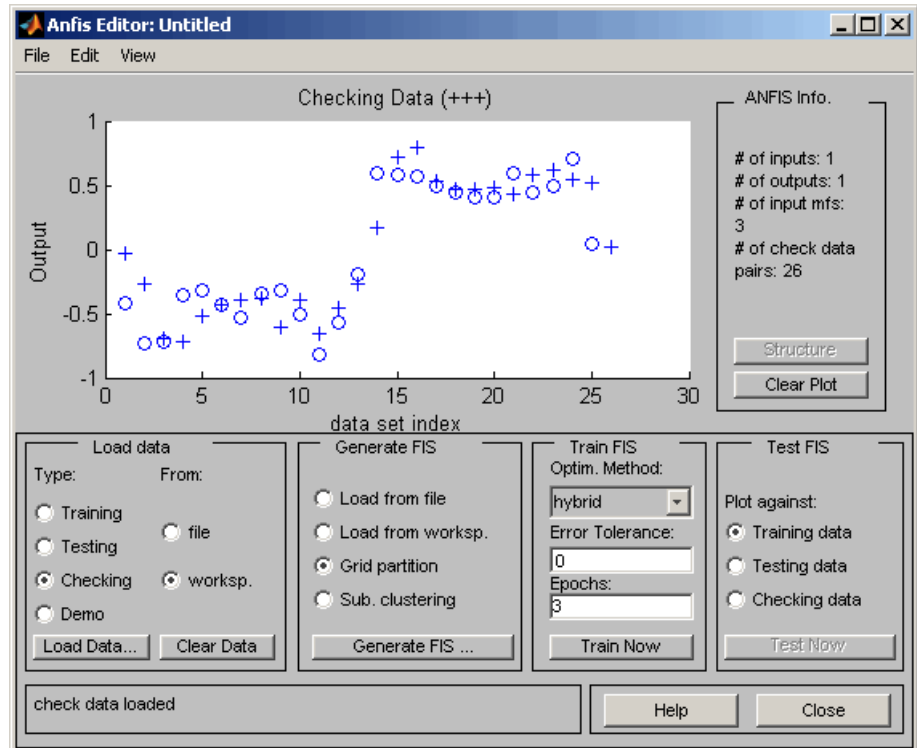 Anfis Editor: Untitled
File Edit View
Checking Data (+++)
1
0.5
0
-0.5
-1
Output
0 5 10 15 20 25 30
data set index
ANFIS Info.
# of inputs: 1
# of outputs: 1
# of input mfs:
3
# of check data
pairs: 26
Structure
Clear Plot
Load data
Type: From:
Training
Testing
Checking
Demo
file
worksp.
Load Data... Clear Data
Generate FIS
Load from file
Load from worksp.
Grid partition
Sub. clustering
Generate FIS ...
Train FIS
Optim. Method:
hybrid
Error Tolerance:
0
Epochs:
3
Train Now
Test FIS
Plot against:
Training data
Testing data
Checking data
Test Now
check data loaded
Help Close